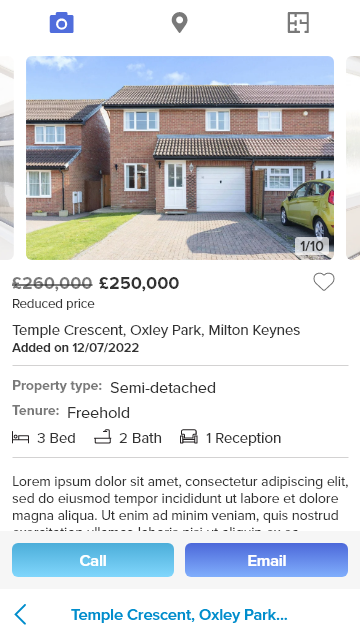 1/10
£260,000 £250,000
Reduced price
Temple Crescent, Oxley Park, Milton Keynes
Added on 12/07/2022
Property type: Semi-detached
Tenure: Freehold
3 Bed 2 Bath 1 Reception
Lorem ipsum dolor sit amet, consectetur adipiscing elit,
sed do eiusmod tempor incididunt ut labore et dolore
magna aliqua. Ut enim ad minim veniam, quis nostrud
Call Email
Temple Crescent, Oxley Park...